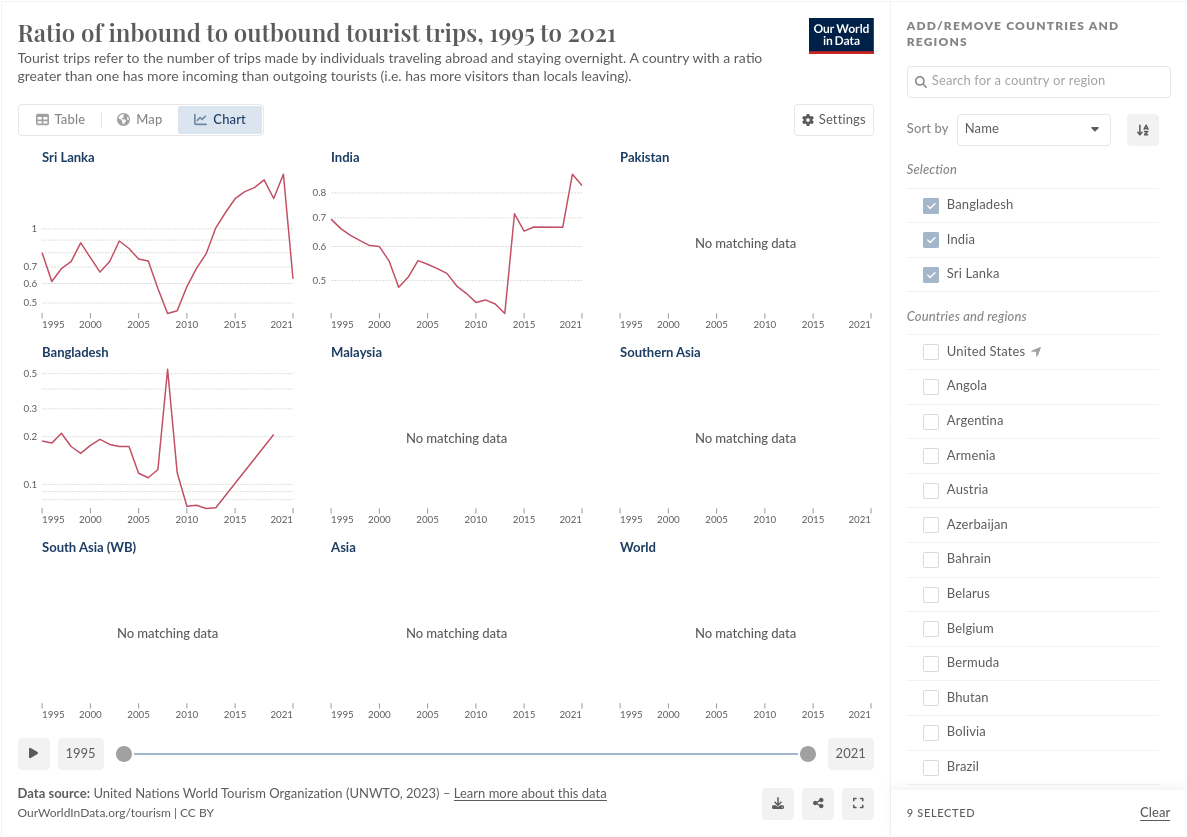 Ratio of inbound to outbound tourist trips, 1995 to 2021
Tourist trips refer to the number of trips made by individuals traveling abroad and staying overnight. A country with a ratio
greater than one has more incoming than outgoing tourists (i.e. has more visitors than locals leaving).
Our World
in Data
Table
Map
Chart
Settings
Sri Lanka
1
0.7
0.6
0.5
1995 2000 2005 2010 2015 2021
India
0.8
0.7
0.6
0.5
1995 2000 2005 2010 2015 2021
Pakistan
No matching data
1995 2000 2005 2010 2015 2021
Bangladesh
0.5
0.3
0.2
0.1
1995 2000 2005 2010 2015 2021
Malaysia
No matching data
1995 2000 2005 2010 2015 2021
Southern Asia
No matching data
1995 2000 2005 2010 2015 2021
South Asia (WB)
No matching data
1995 2000 2005 2010 2015 2021
Asia
No matching data
1995 2000 2005 2010 2015 2021
World
No matching data
1995 2000 2005 2010 2015 2021
1995
2021
Data source: United Nations World Tourism Organization (UNWTO, 2023) – Learn more about this data
OurWorldInData.org/tourism | CC BY
ADD/REMOVE COUNTRIES AND
REGIONS
Search for a country or region
Sort by
Name
Selection
Bangladesh
India
Sri Lanka
Countries and regions
United States
Angola
Argentina
Armenia
Austria
Azerbaijan
Bahrain
Belarus
Belgium
Bermuda
Bhutan
Bolivia
Brazil
9 SELECTED
Clear